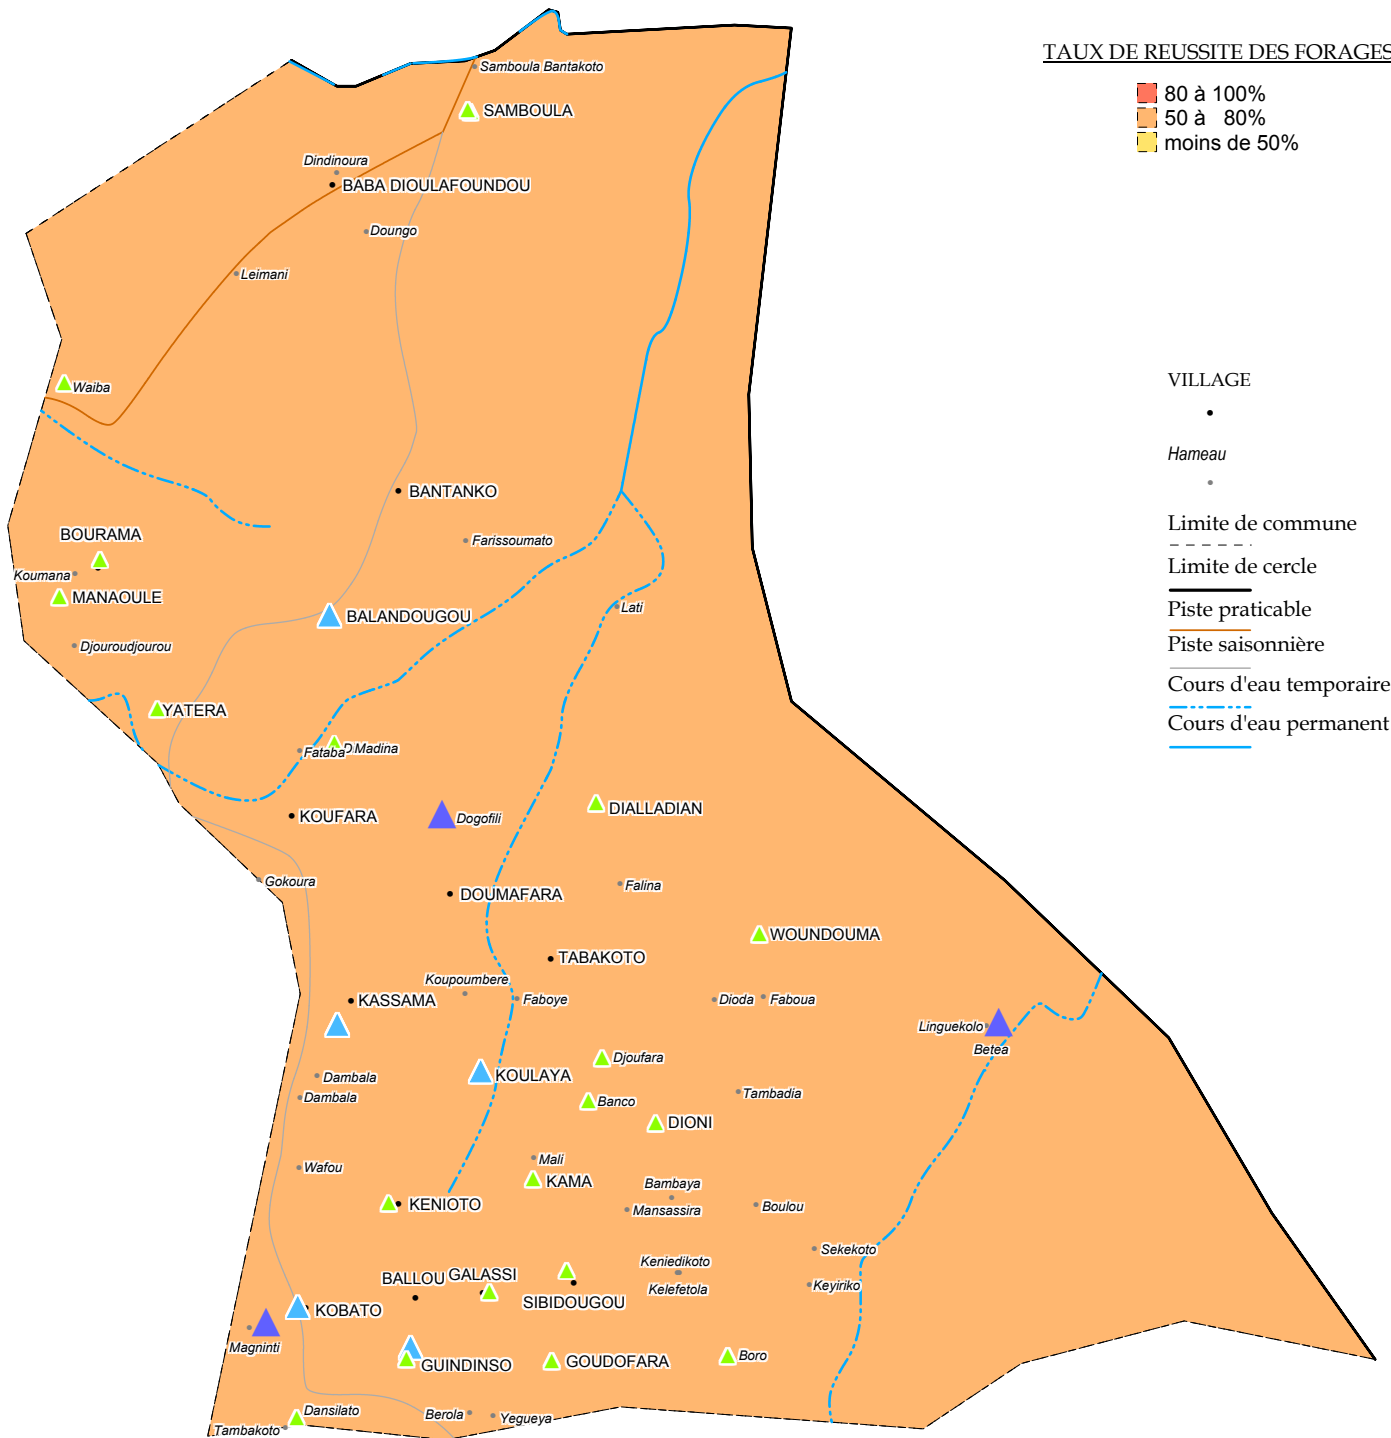 TAUX DE REUSSITE DES FORAGES
80 à 100%
50 à 80%
moins de 50%
VILLAGE
Hameau
Limite de commune
Limite de cercle
Piste praticable
Piste saisonnière
Cours d'eau temporaire
Cours d'eau permanent
Samboula Bantakoto
SAMBOULA
Dindinoura
BABA DIOULAFOUNDOU
Doungo
Leimani
Waiba
BANTANKO
BOURAMA
Farissoumato
Koumana
MANAOULE
BALANDOUGOU
Lati
Djouroudjourou
YATERA
Fataba
DMadina
KOUFARA
Dogofili
DIALLADIAN
Gokoura
DOUMAFARA
Falina
WOUNDOUMA
TABAKOTO
Koupoumbere
KASSAMA
Faboye
Dioda
Faboua
Linguekolo
Betea
Djoufara
KOULAYA
Dambala
Dambala
Banco
Tambadia
DIONI
Mali
Wafou
KAMA
Bambaya
KENIOTO
Mansassira
Boulou
Sekekoto
Keniedikoto
BALLOU
GALASSI
Kelefetola
Keyiriko
SIBIDOUGOU
KOBATO
Magninti
GUINDINSO
GOUDOFARA
Boro
Dansilato
Berola
Yegueya
Tambakoto